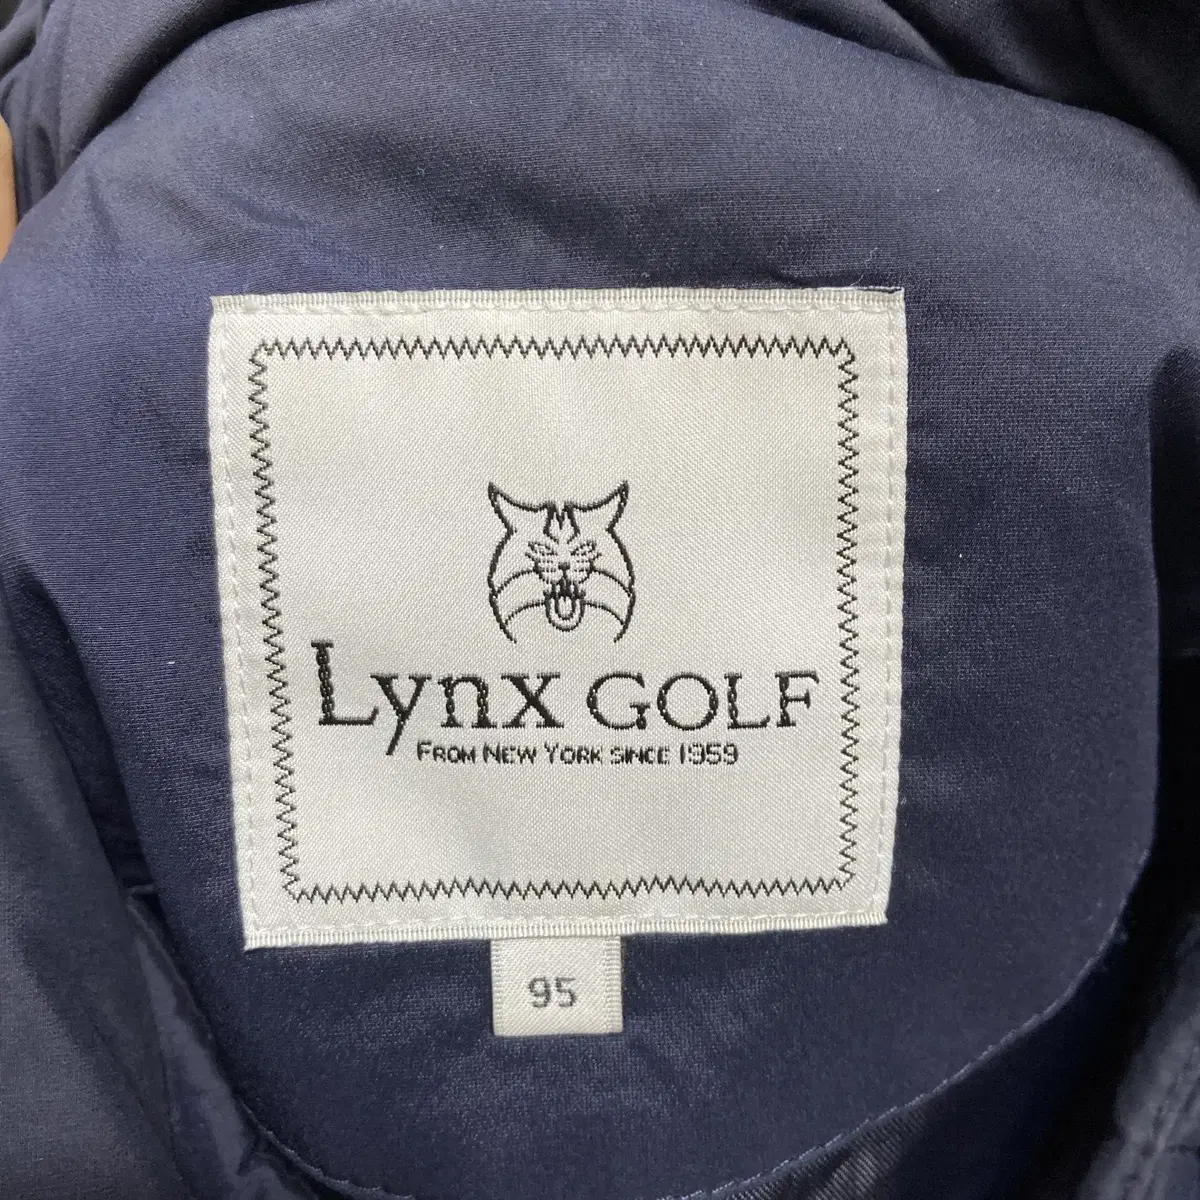 Lynx GOLF
FROM NEW YORK SINCE 1959
95